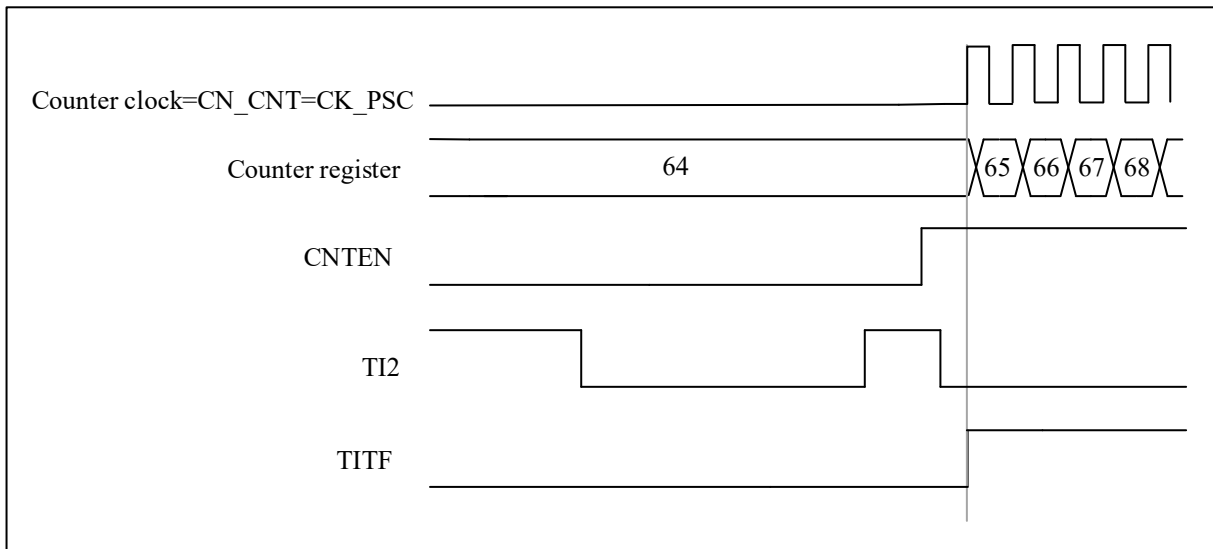 Counter clock=CN_CNT=CK_PSC
Counter register 64 65 66 67 68
CNTEN
TI2
TITF